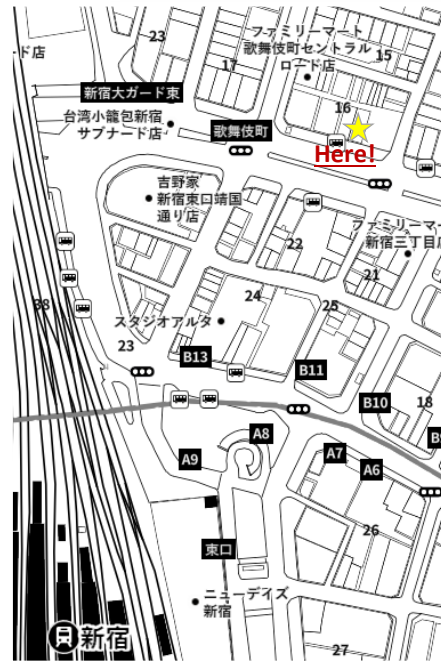 ファミリーマート
歌舞伎町セントラル
ロード店
23
15
17
ード店
新宿大ガード東
16
台湾小籠包新宿
サブナード店
歌舞伎町
Here!
吉野家
新宿東口靖国
通り店
ファミリーマー
新宿三丁目店
22
21
24
25
38
スタジオアルタ
23
B13
B11
B10
18
A8
A9
A7
A6
26
東口
ニューデイズ
新宿
新宿
27